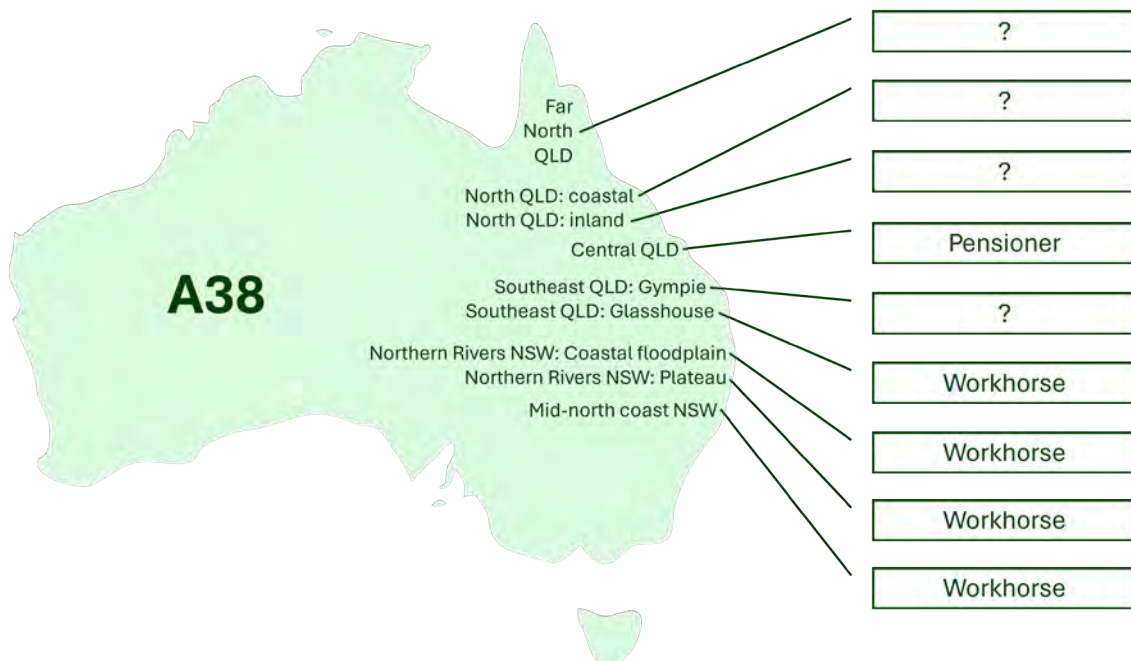 ?
Far
North
QLD
?
?
North QLD: coastal
North QLD: inland
Central QLD
Pensioner
A38
Southeast QLD: Gympie
Southeast QLD: Glasshouse
?
Northern Rivers NSW: Coastal floodplain
Northern Rivers NSW: Plateau
Mid-north coast NSW
Workhorse
Workhorse
Workhorse
Workhorse